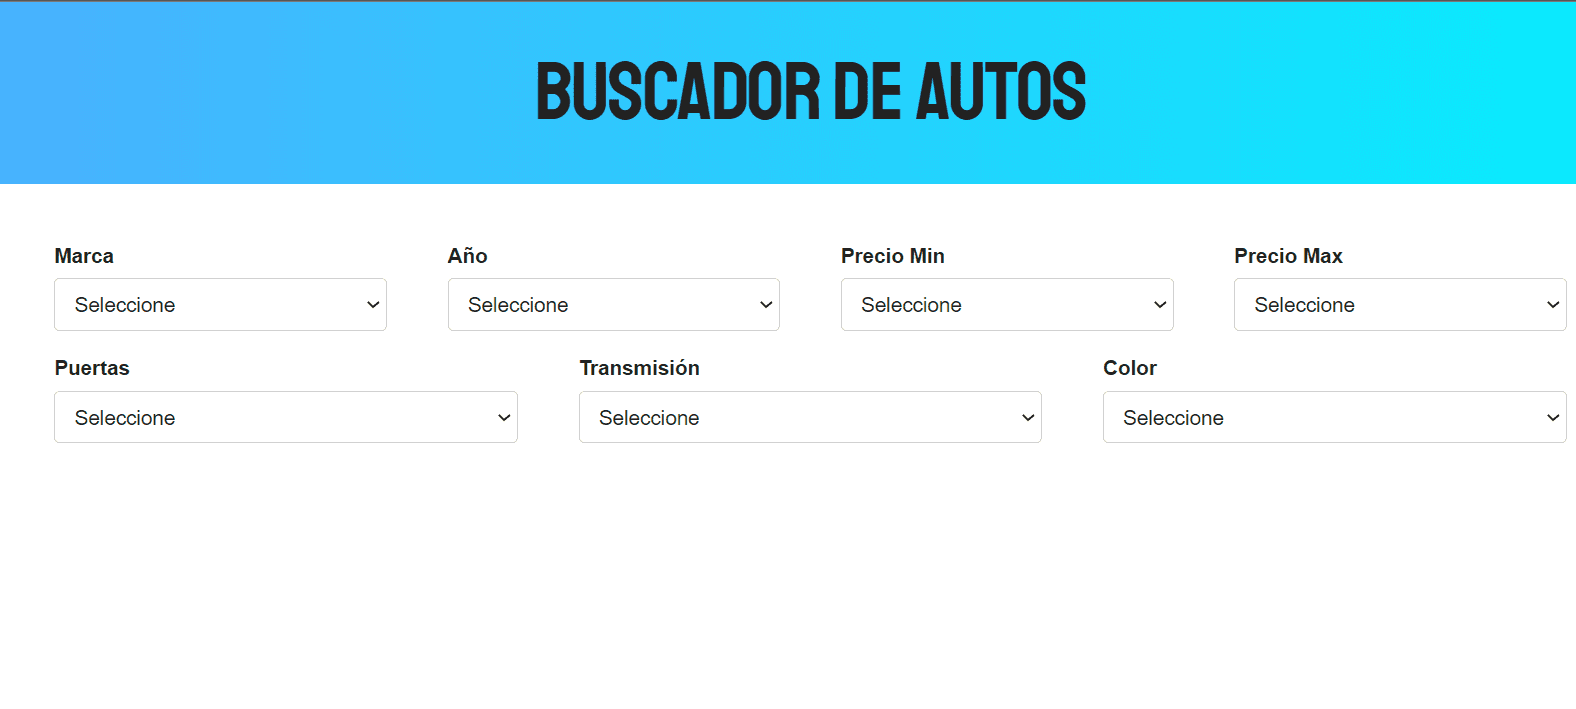 BUSCADOR DE AUTOS
Marca Año Precio Min Precio Max
Seleccione Seleccione Seleccione Seleccione
Puertas Transmisión Color
Seleccione Seleccione Seleccione